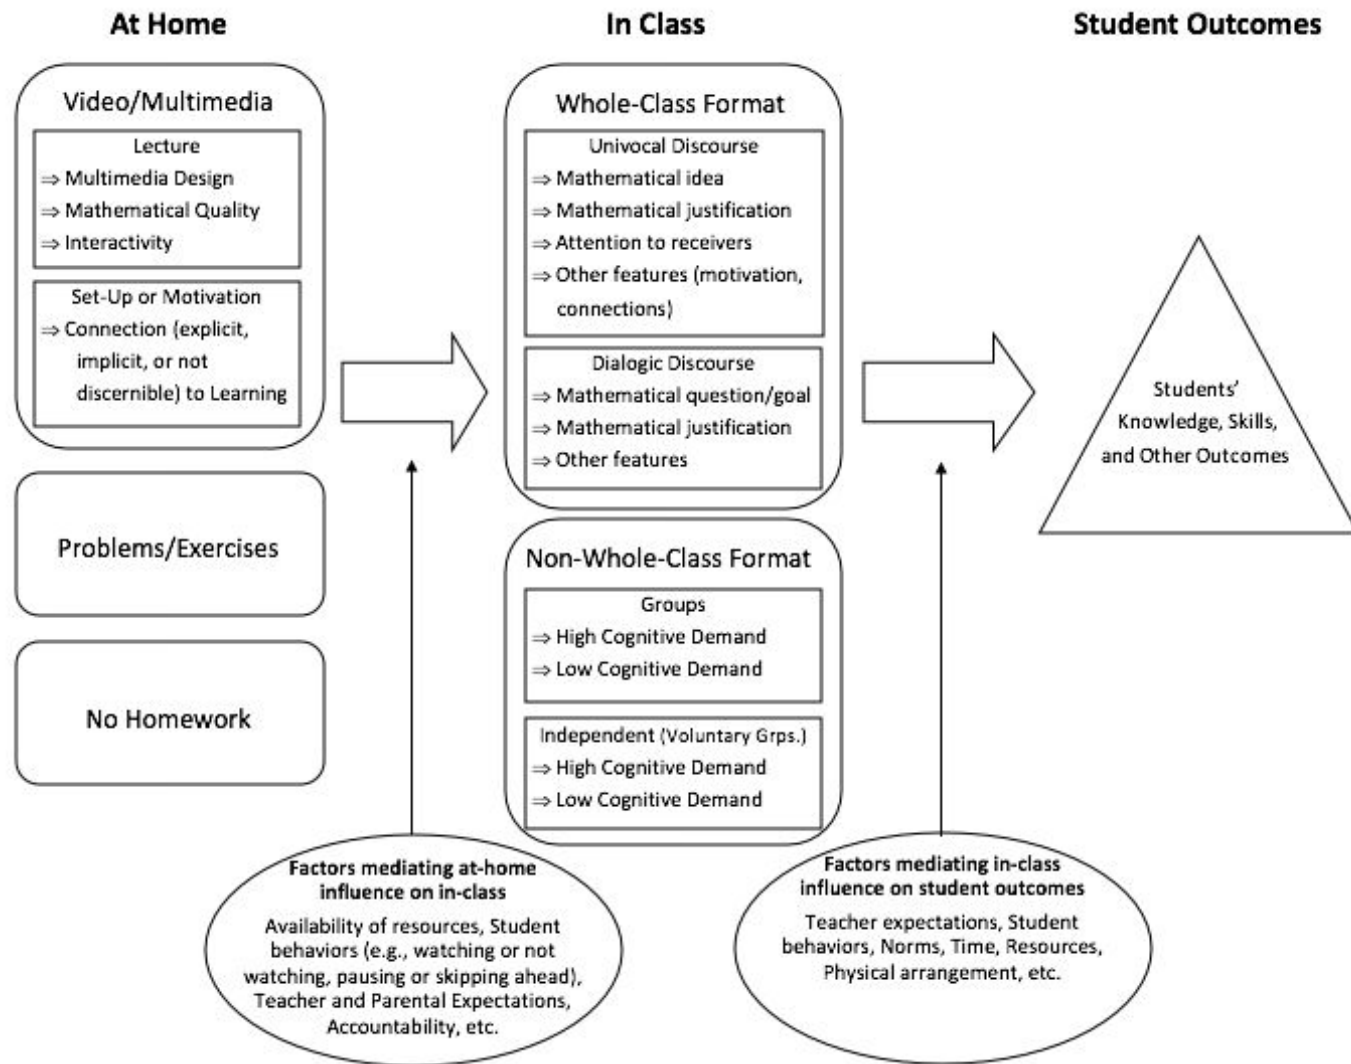 At Home
In Class
Student Outcomes
Video/Multimedia
Lecture
⇒ Multimedia Design
⇒ Mathematical Quality
⇒ Interactivity
Set-Up or Motivation
⇒ Connection (explicit,
implicit, or not
discernible) to Learning
Problems/Exercises
No Homework
Whole-Class Format
Univocal Discourse
⇒ Mathematical idea
⇒ Mathematical justification
⇒ Attention to receivers
⇒ Other features (motivation,
connections)
Dialogic Discourse
⇒ Mathematical question/goal
⇒ Mathematical justification
⇒ Other features
Non-Whole-Class Format
Groups
⇒ High Cognitive Demand
⇒ Low Cognitive Demand
Independent (Voluntary Grps.)
⇒ High Cognitive Demand
⇒ Low Cognitive Demand
Students’
Knowledge, Skills,
and Other Outcomes
Factors mediating at-home
influence on in-class
Availability of resources, Student
behaviors (e.g., watching or not
watching, pausing or skipping ahead),
Teacher and Parental Expectations,
Accountability, etc.
Factors mediating in-class
influence on student outcomes
Teacher expectations, Student
behaviors, Norms, Time, Resources,
Physical arrangement, etc.